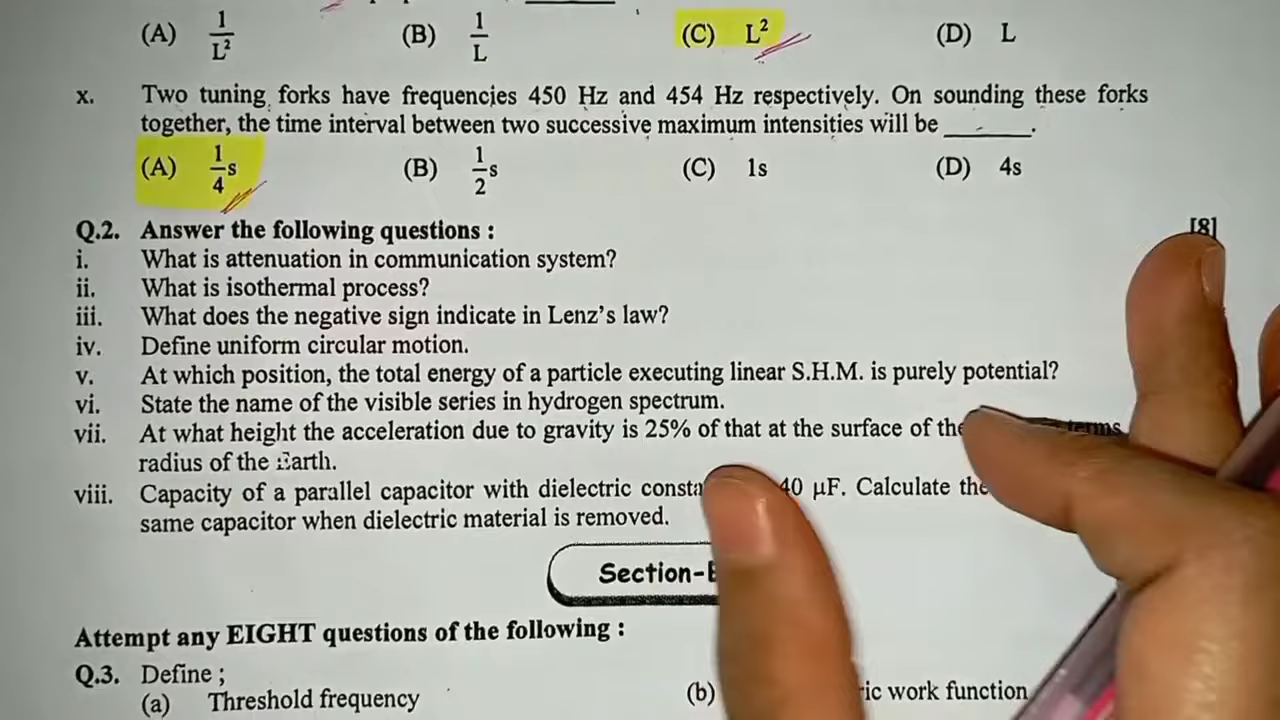 (A) 1/L² (B) 1/L (C) L² (D) L
x. Two tuning forks have frequencies 450 Hz and 454 Hz respectively. On sounding these forks
together, the time interval between two successive maximum intensities will be ______.
(A) 1/4 s (B) 1/2 s (C) 1s (D) 4s
Q.2. Answer the following questions : [8]
i. What is attenuation in communication system?
ii. What is isothermal process?
iii. What does the negative sign indicate in Lenz's law?
iv. Define uniform circular motion.
v. At which position, the total energy of a particle executing linear S.H.M. is purely potential?
vi. State the name of the visible series in hydrogen spectrum.
vii. At what height the acceleration due to gravity is 25% of that at the surface of the terms
radius of the Earth.
viii. Capacity of a parallel capacitor with dielectric 40 μF. Calculate the
same capacitor when dielectric material is removed.
Attempt any EIGHT questions of the following :
Q.3. Define ;
(a) Threshold frequency (b) work function